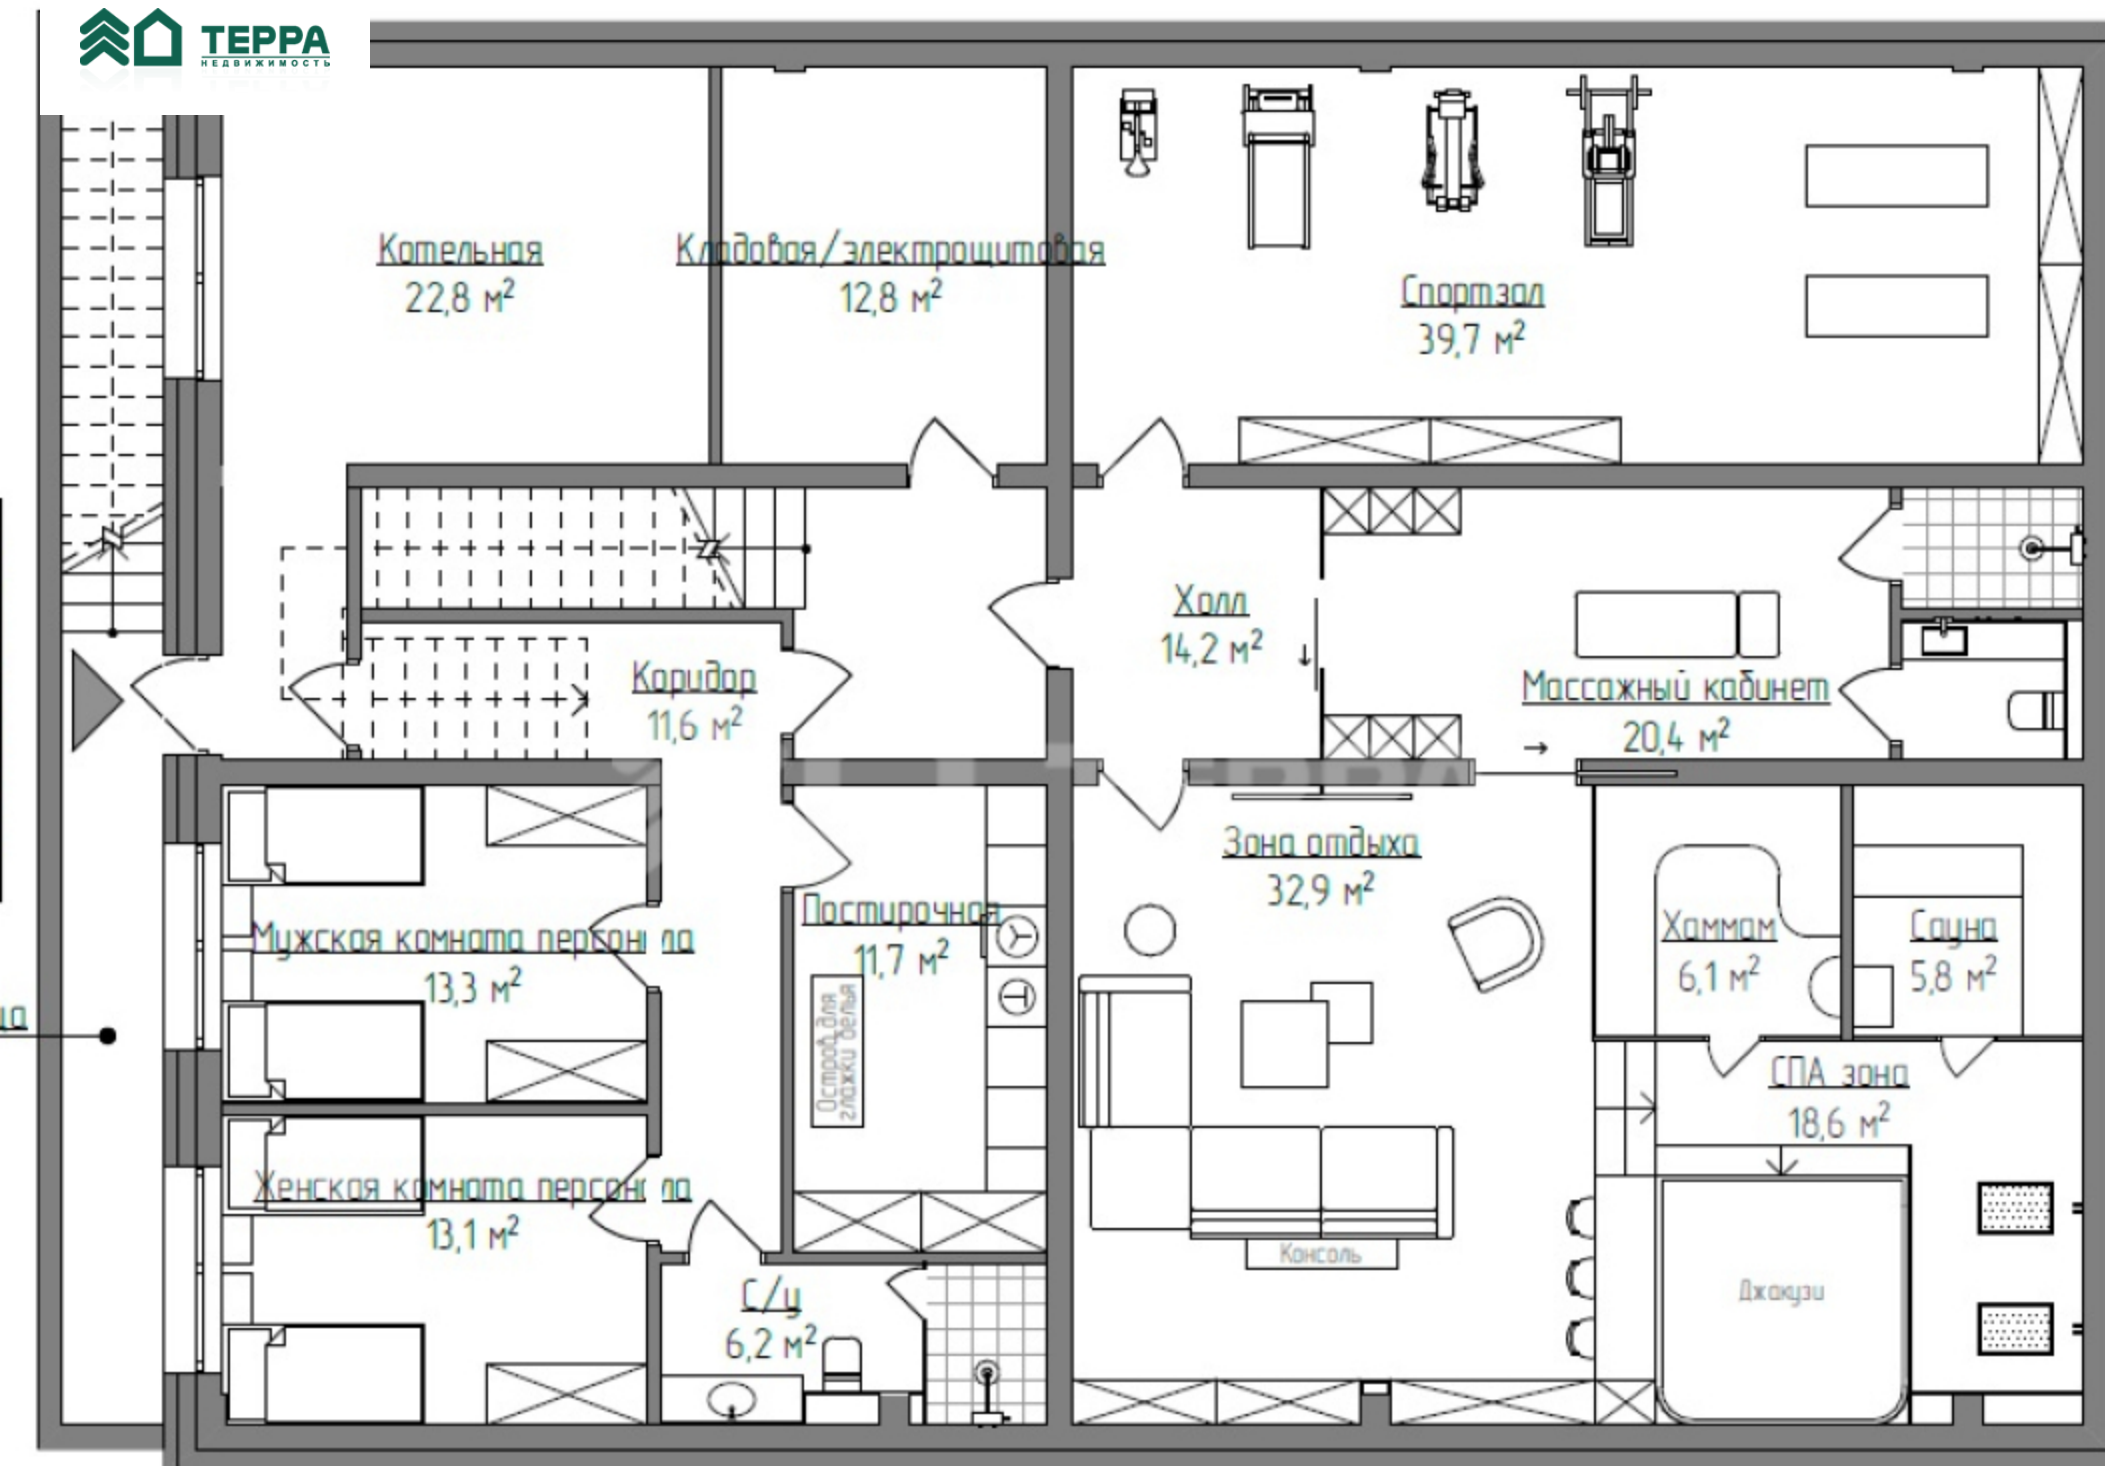 ТЕРРА
НЕДВИЖИМОСТЬ
Котельная
22,8 м²
Кладовая/электрощитовая
12,8 м²
Спортзал
39,7 м²
Холл
14,2 м²
Коридор
11,6 м²
Массажный кабинет
20,4 м²
Зона отдыха
32,9 м²
Мужская комната персонала
13,3 м²
Постирочная
11,7 м²
Остров для
глажки белья
Хаммам
6,1 м²
Сауна
5,8 м²
СПА зона
18,6 м²
Женская комната персонала
13,1 м²
С/у
6,2 м²
Консоль
Джакузи
ТЕРРА